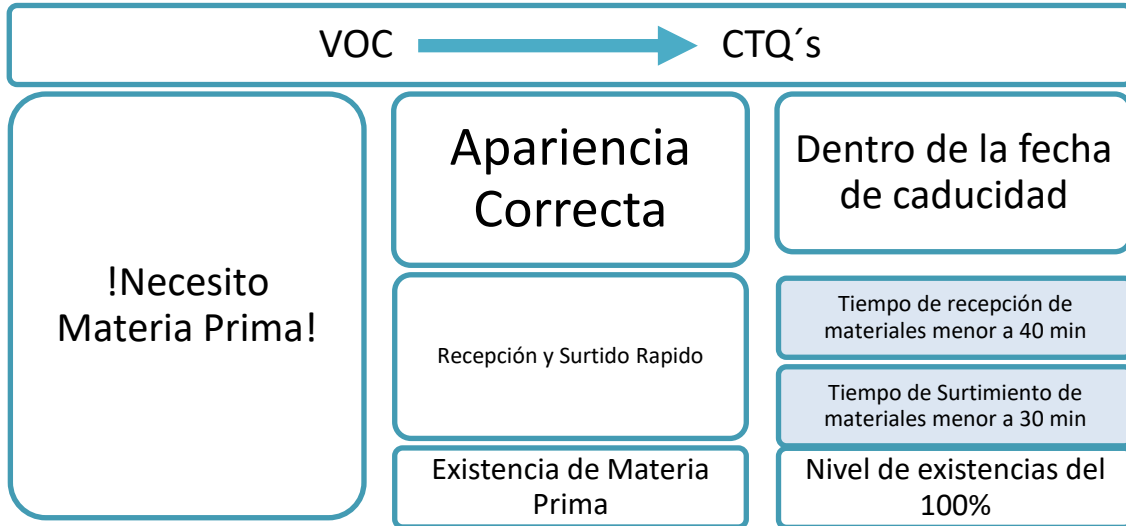 VOC CTQ´s
!Necesito
Materia Prima!
Apariencia
Correcta
Dentro de la fecha
de caducidad
Recepción y Surtido Rapido
Tiempo de recepción de
materiales menor a 40 min
Tiempo de Surtimiento de
materiales menor a 30 min
Existencia de Materia
Prima
Nivel de existencias del
100%